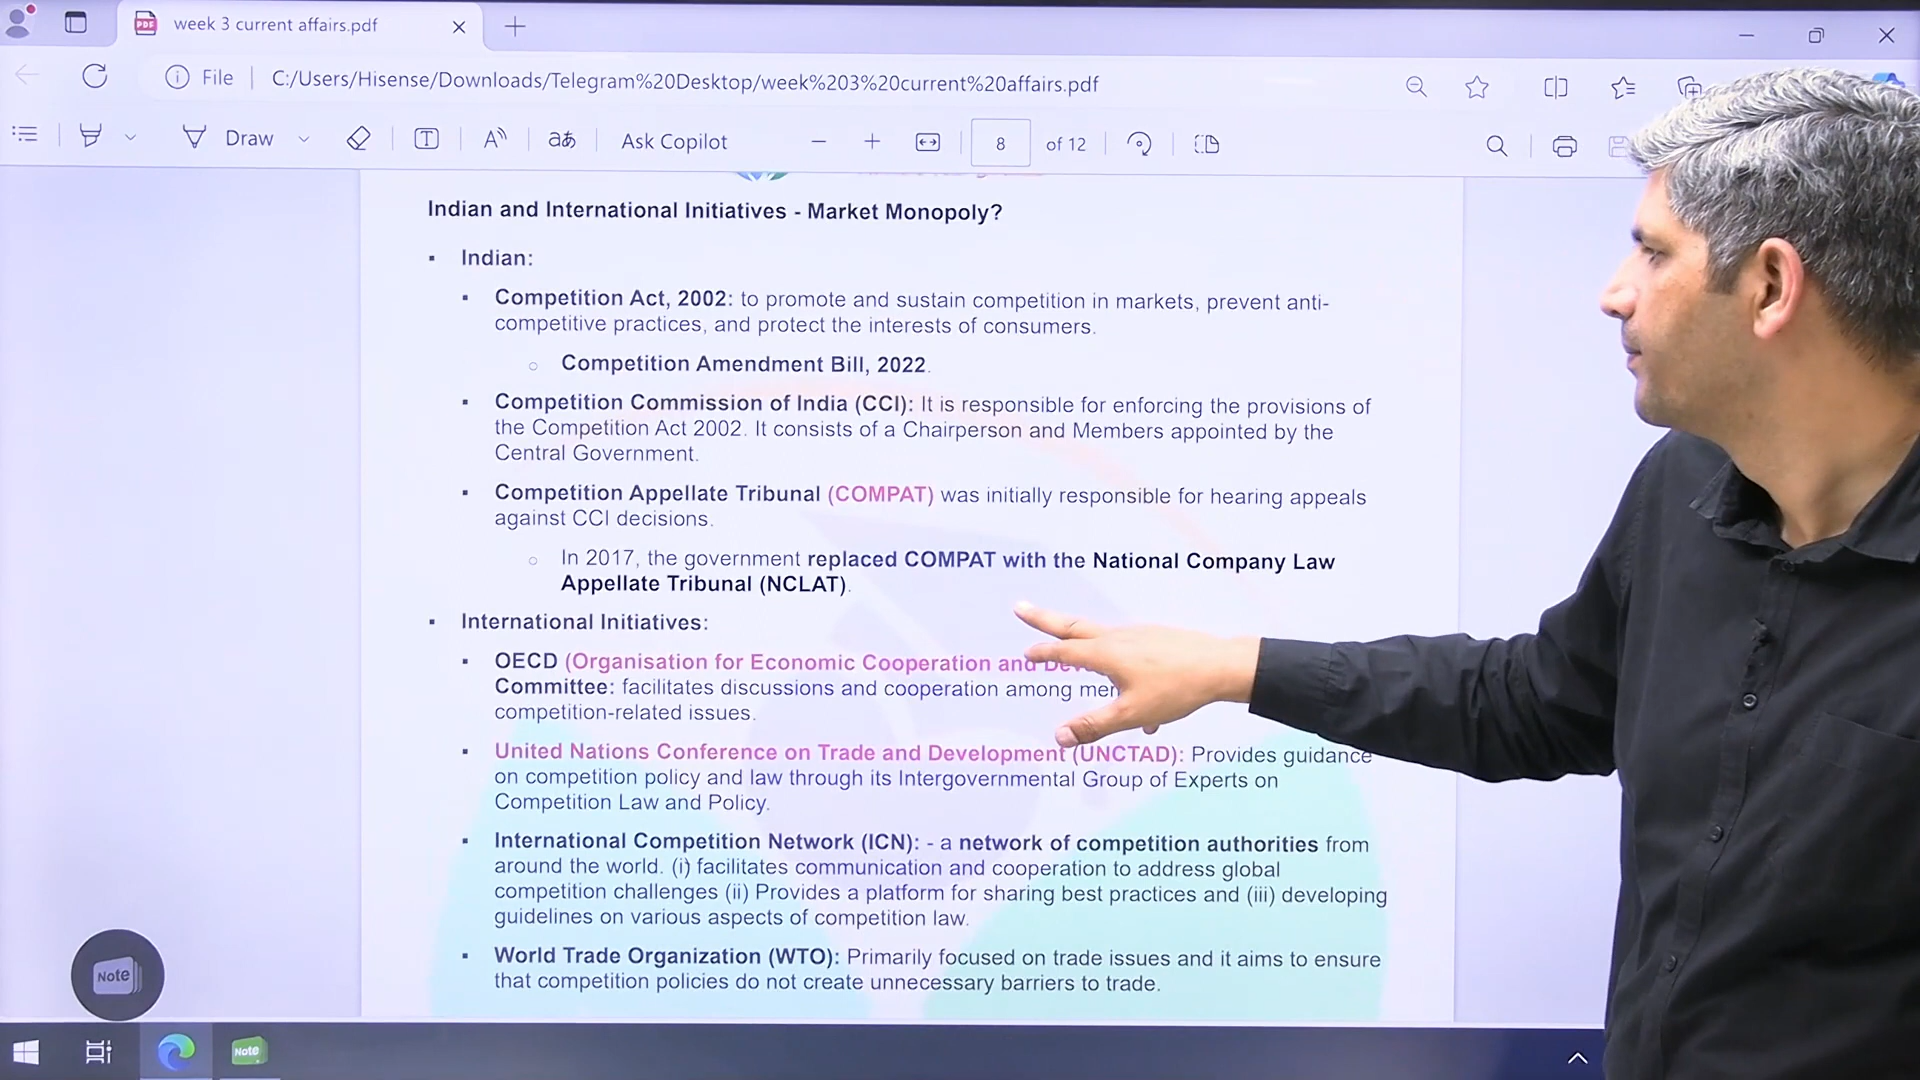 week 3 current affairs.pdf
File
C:/Users/Hisense/Downloads/Telegram%20Desktop/week%203%20current%20affairs.pdf
Draw
Ask Copilot
8 of 12
Indian and International Initiatives - Market Monopoly?
Indian:
Competition Act, 2002: to promote and sustain competition in markets, prevent anti-
competitive practices, and protect the interests of consumers.
Competition Amendment Bill, 2022.
Competition Commission of India (CCI): It is responsible for enforcing the provisions of
the Competition Act 2002. It consists of a Chairperson and Members appointed by the
Central Government.
Competition Appellate Tribunal (COMPAT) was initially responsible for hearing appeals
against CCI decisions.
In 2017, the government replaced COMPAT with the National Company Law
Appellate Tribunal (NCLAT).
International Initiatives:
OECD (Organisation for Economic Cooperation and
Committee: facilitates discussions and cooperation among
competition-related issues.
United Nations Conference on Trade and Development (UNCTAD): Provides guidance
on competition policy and law through its Intergovernmental Group of Experts on
Competition Law and Policy.
International Competition Network (ICN): - a network of competition authorities from
around the world. (i) facilitates communication and cooperation to address global
competition challenges (ii) Provides a platform for sharing best practices and (iii) developing
guidelines on various aspects of competition law.
World Trade Organization (WTO): Primarily focused on trade issues and it aims to ensure
that competition policies do not create unnecessary barriers to trade.
Note
Note